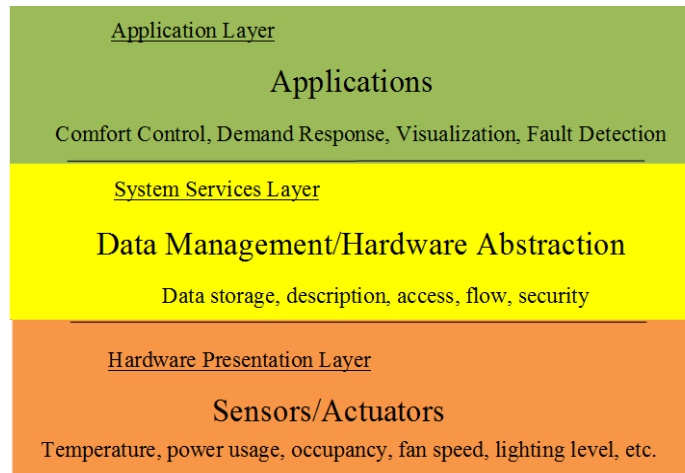 Application Layer
Applications
Comfort Control, Demand Response, Visualization, Fault Detection
System Services Layer
Data Management/Hardware Abstraction
Data storage, description, access, flow, security
Hardware Presentation Layer
Sensors/Actuators
Temperature, power usage, occupancy, fan speed, lighting level, etc.